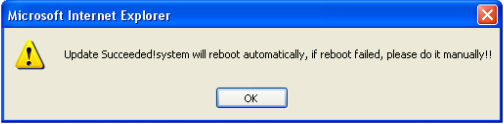 Microsoft Internet Explorer
Update Succeeded!system will reboot automatically, if reboot failed, please do it manually!!
OK